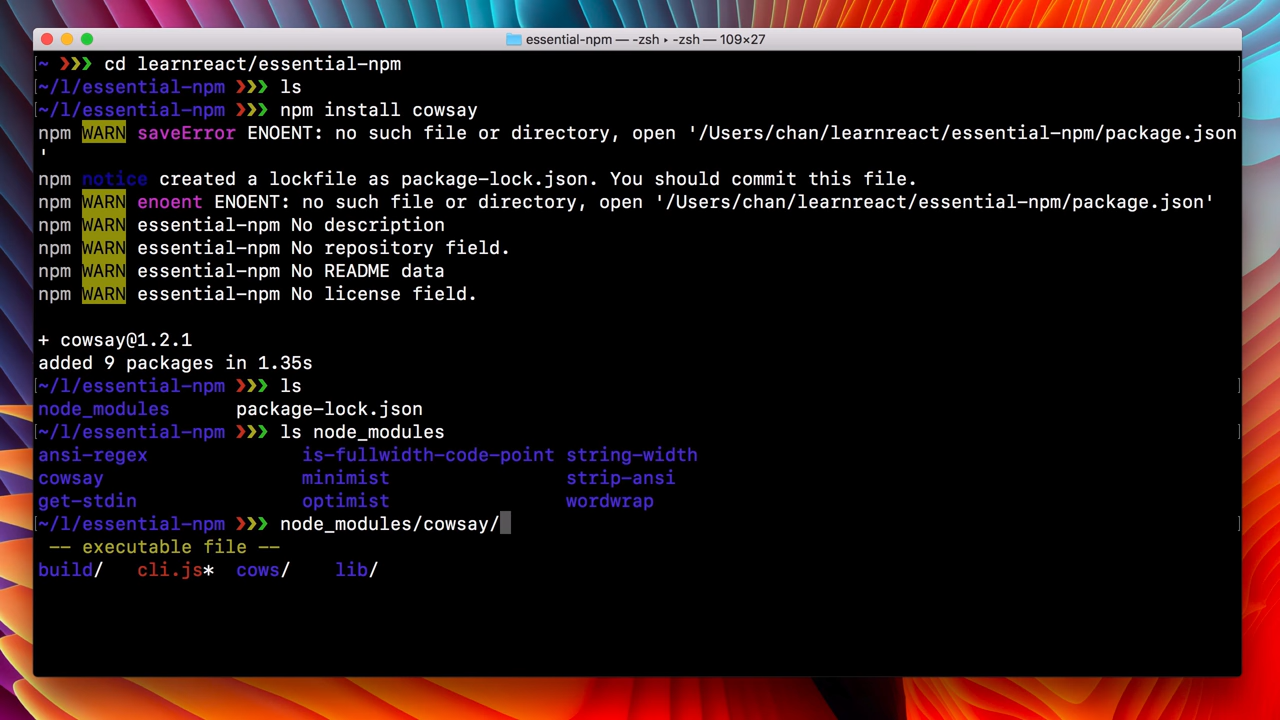 essential-npm — -zsh ▸ -zsh — 109×27
~ ❯❯❯ cd learnreact/essential-npm
~/l/essential-npm ❯❯❯ ls
~/l/essential-npm ❯❯❯ npm install cowsay
npm WARN saveError ENOENT: no such file or directory, open '/Users/chan/learnreact/essential-npm/package.json
'
npm notice created a lockfile as package-lock.json. You should commit this file.
npm WARN enoent ENOENT: no such file or directory, open '/Users/chan/learnreact/essential-npm/package.json'
npm WARN essential-npm No description
npm WARN essential-npm No repository field.
npm WARN essential-npm No README data
npm WARN essential-npm No license field.
+ cowsay@1.2.1
added 9 packages in 1.35s
~/l/essential-npm ❯❯❯ ls
node_modules package-lock.json
~/l/essential-npm ❯❯❯ ls node_modules
ansi-regex is-fullwidth-code-point string-width
cowsay minimist strip-ansi
get-stdin optimist wordwrap
~/l/essential-npm ❯❯❯ node_modules/cowsay/
-- executable file --
build/ cli.js* cows/ lib/